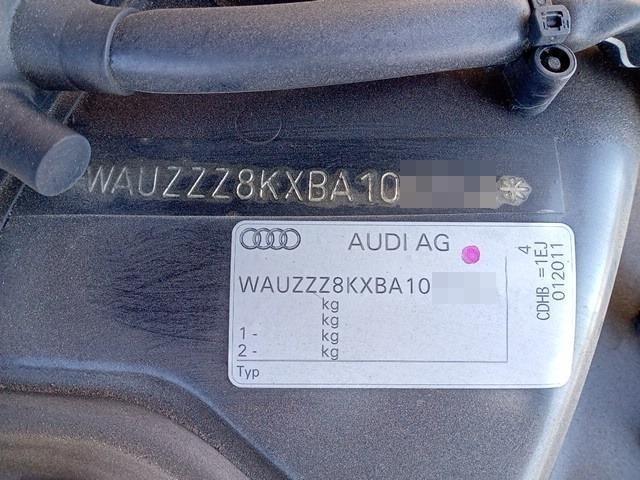 WAUZZZ8KXBA10
AUDI AG
WAUZZZ8KXBA10
kg
kg
1 - kg
2 - kg
Typ
4
CDHB =1EJ
012011